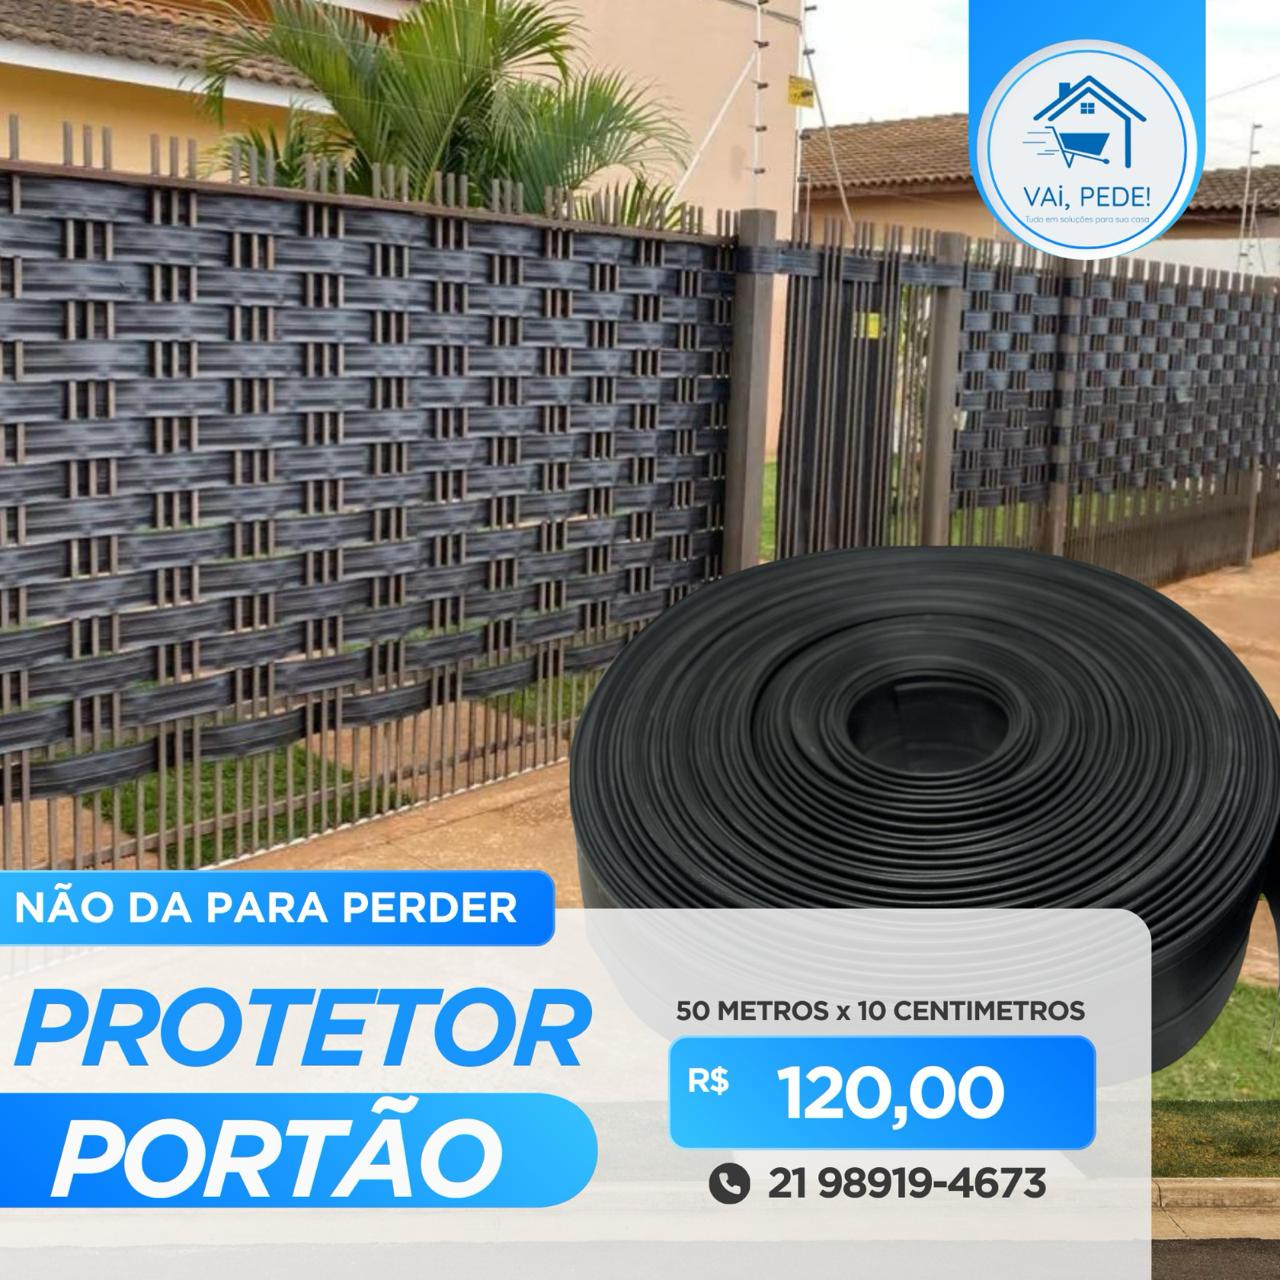 VAi, PEDE!
Tudo em soluções para sua casa
NÃO DA PARA PERDER
PROTETOR
PORTÃO
50 METROS x 10 CENTIMETROS
R$ 120,00
21 98919-4673